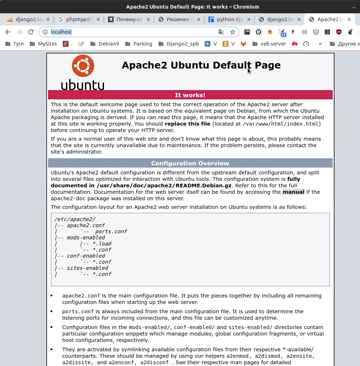 Apache2 Ubuntu Default Page: It works - Chromium
django2.
phpmyad
Почему н
Решение
python dj
django2.
Apache2 U
localhost
Групп
MySites
Debian9
Parking
Django2_spb
web server
no
Другие з
ubuntu
Apache2 Ubuntu Default Page
It works!
This is the default welcome page used to test the correct operation of the Apache2 server after
installation on Ubuntu systems. It is based on the equivalent page on Debian, from which the Ubuntu
Apache packaging is derived. If you can read this page, it means that the Apache HTTP server installed
at this site is working properly. You should replace this file (located at /var/www/html/index.html)
before continuing to operate your HTTP server.
If you are a normal user of this web site and don't know what this page is about, this probably means
that the site is currently unavailable due to maintenance. If the problem persists, please contact the
site's administrator.
Configuration Overview
Ubuntu's Apache2 default configuration is different from the upstream default configuration, and split
into several files optimized for interaction with Ubuntu tools. The configuration system is fully
documented in /usr/share/doc/apache2/README.Debian.gz. Refer to this for the full
documentation. Documentation for the web server itself can be found by accessing the manual if the
apache2-doc package was installed on this server.
The configuration layout for an Apache2 web server installation on Ubuntu systems is as follows:
/etc/apache2/
|-- apache2.conf
|       `--  ports.conf
|-- mods-enabled
|       |-- *.load
|       `-- *.conf
|-- conf-enabled
|       `-- *.conf
|-- sites-enabled
|       `-- *.conf
apache2.conf is the main configuration file. It puts the pieces together by including all remaining
configuration files when starting up the web server.
ports.conf is always included from the main configuration file. It is used to determine the
listening ports for incoming connections, and this file can be customized anytime.
Configuration files in the mods-enabled/, conf-enabled/ and sites-enabled/ directories contain
particular configuration snippets which manage modules, global configuration fragments, or virtual
host configurations, respectively.
They are activated by symlinking available configuration files from their respective *-available/
counterparts. These should be managed by using our helpers a2enmod, a2dismod, a2ensite,
a2dissite, and a2enconf, a2disconf . See their respective man pages for detailed